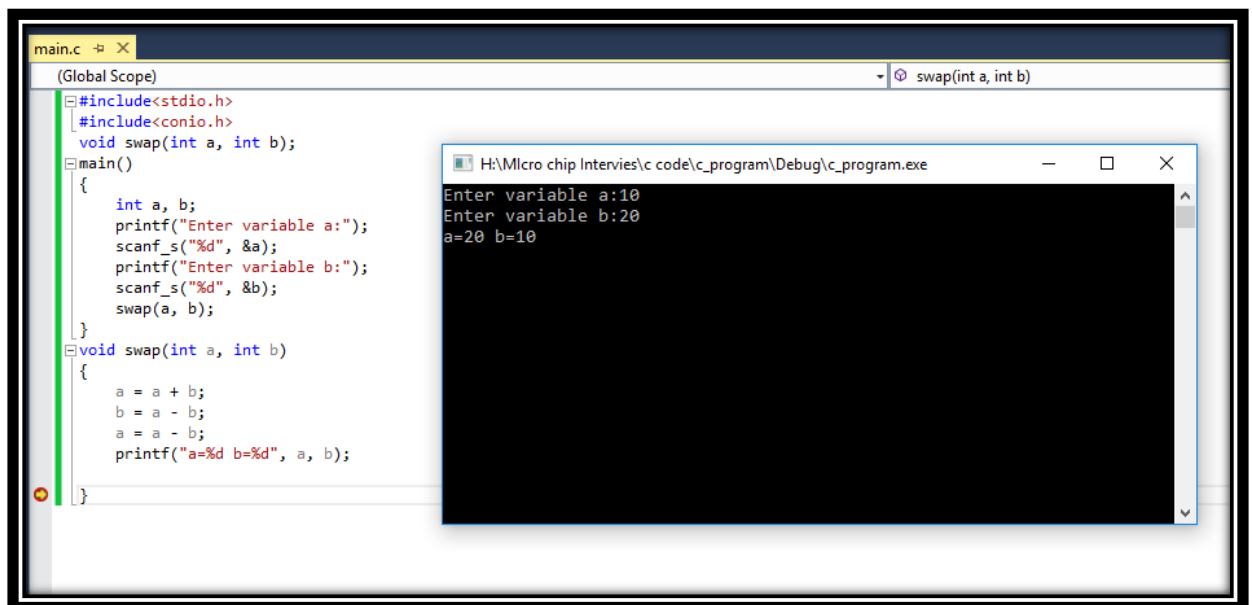 main.c
(Global Scope) swap(int a, int b)
#include<stdio.h>
#include<conio.h>
void swap(int a, int b);
main()
{
int a, b;
printf("Enter variable a:");
scanf_s("%d", &a);
printf("Enter variable b:");
scanf_s("%d", &b);
swap(a, b);
}
void swap(int a, int b)
{
a = a + b;
b = a - b;
a = a - b;
printf("a=%d b=%d", a, b);
}
H:\MIcro chip Intervies\c code\c_program\Debug\c_program.exe
Enter variable a:10
Enter variable b:20
a=20 b=10